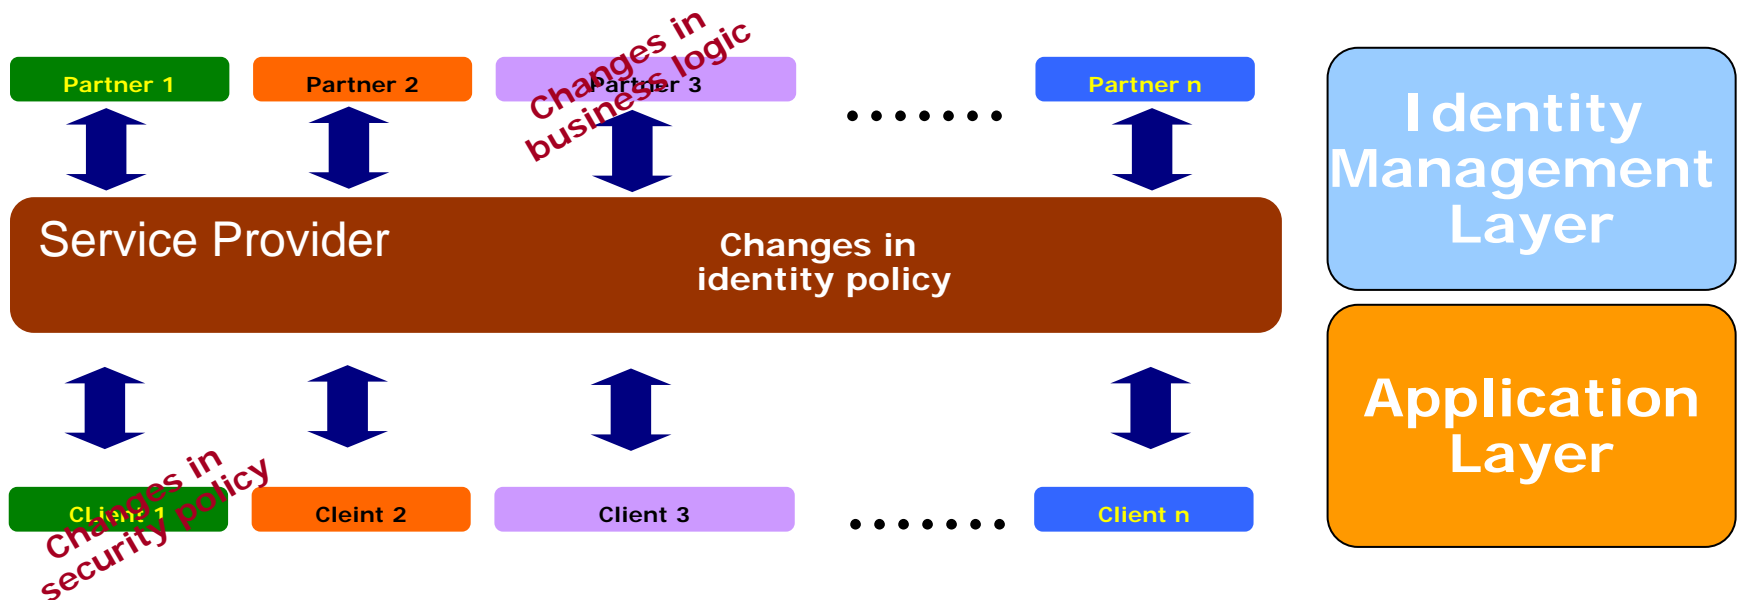 Changes in
business logic
Partner 1
Partner 2
Partner 3
Partner n
Service Provider
Changes in
identity policy
CLient 1
Cleint 2
Client 3
Client n
Changes in
security policy
Identity
Management
Layer
Application
Layer